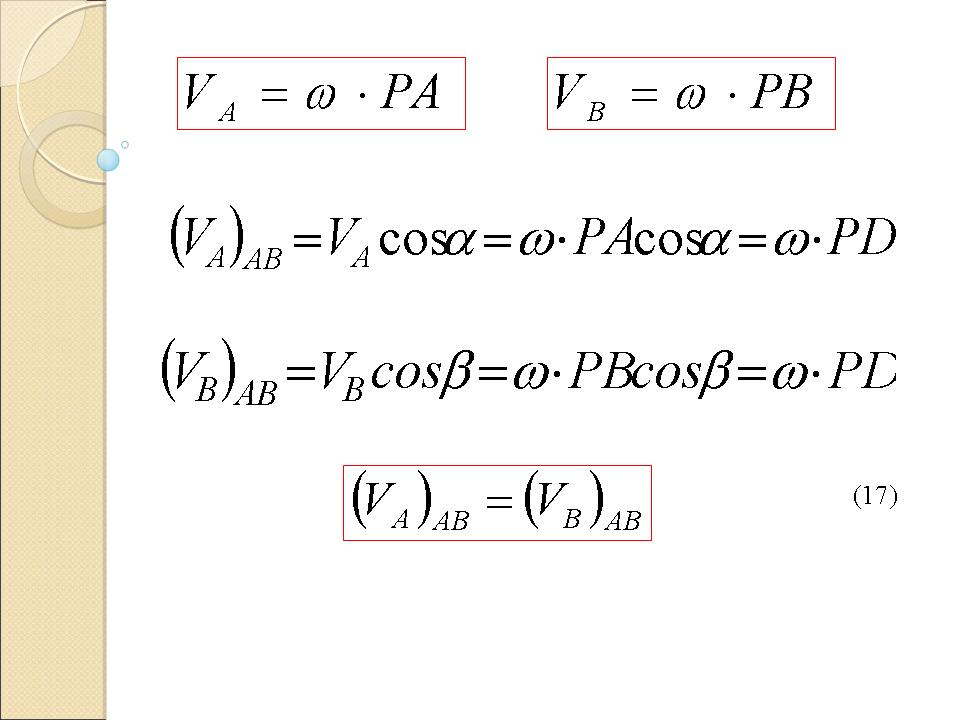 V_A = ω · PA    V_B = ω · PB
(V_A)_AB = V_A cosα = ω · PA cosα = ω · PD
(V_B)_AB = V_B cosβ = ω · PB cosβ = ω · PD
(V_A)_AB = (V_B)_AB    (17)